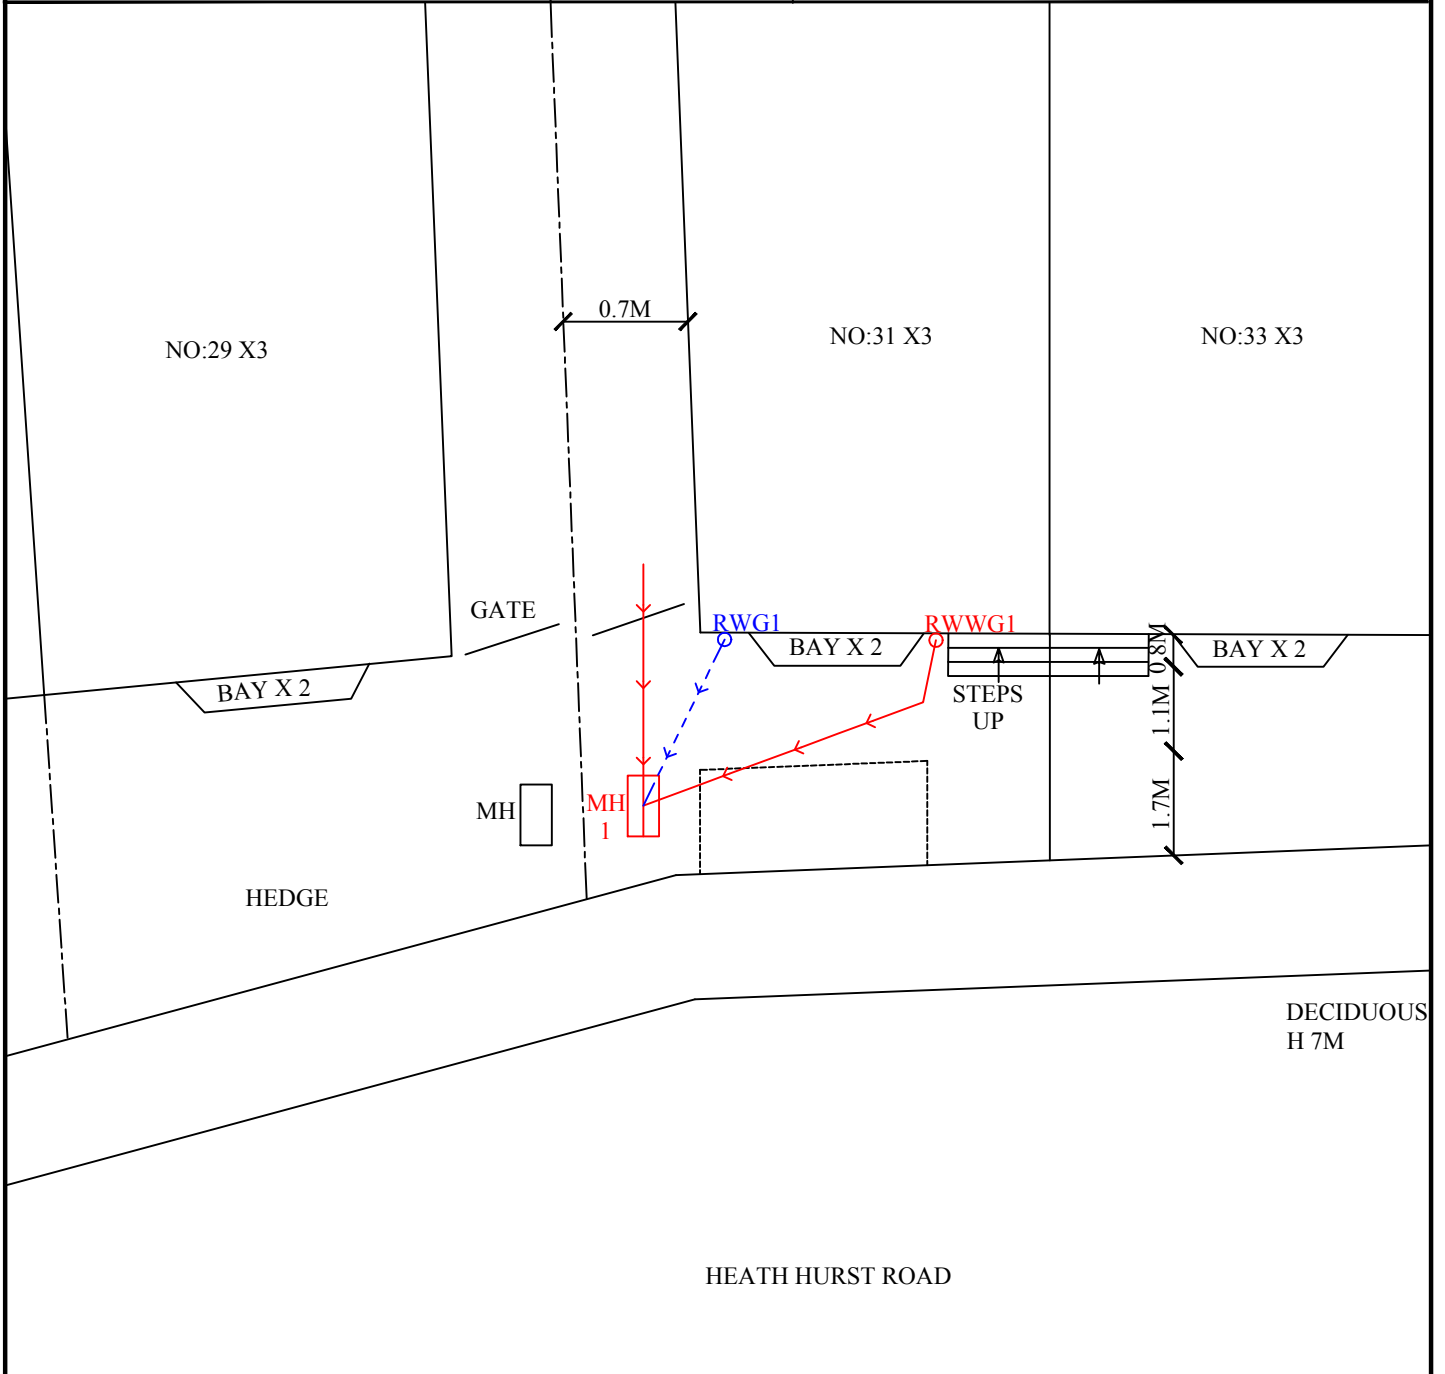 0.7M
NO:29 X3
NO:31 X3
NO:33 X3
GATE
RWG1
RWWG1
BAY X 2
BAY X 2
BAY X 2
0.8M
STEPS
UP
1.1M
1.7M
MH
MH
1
HEDGE
DECIDUOUS
H 7M
HEATH HURST ROAD